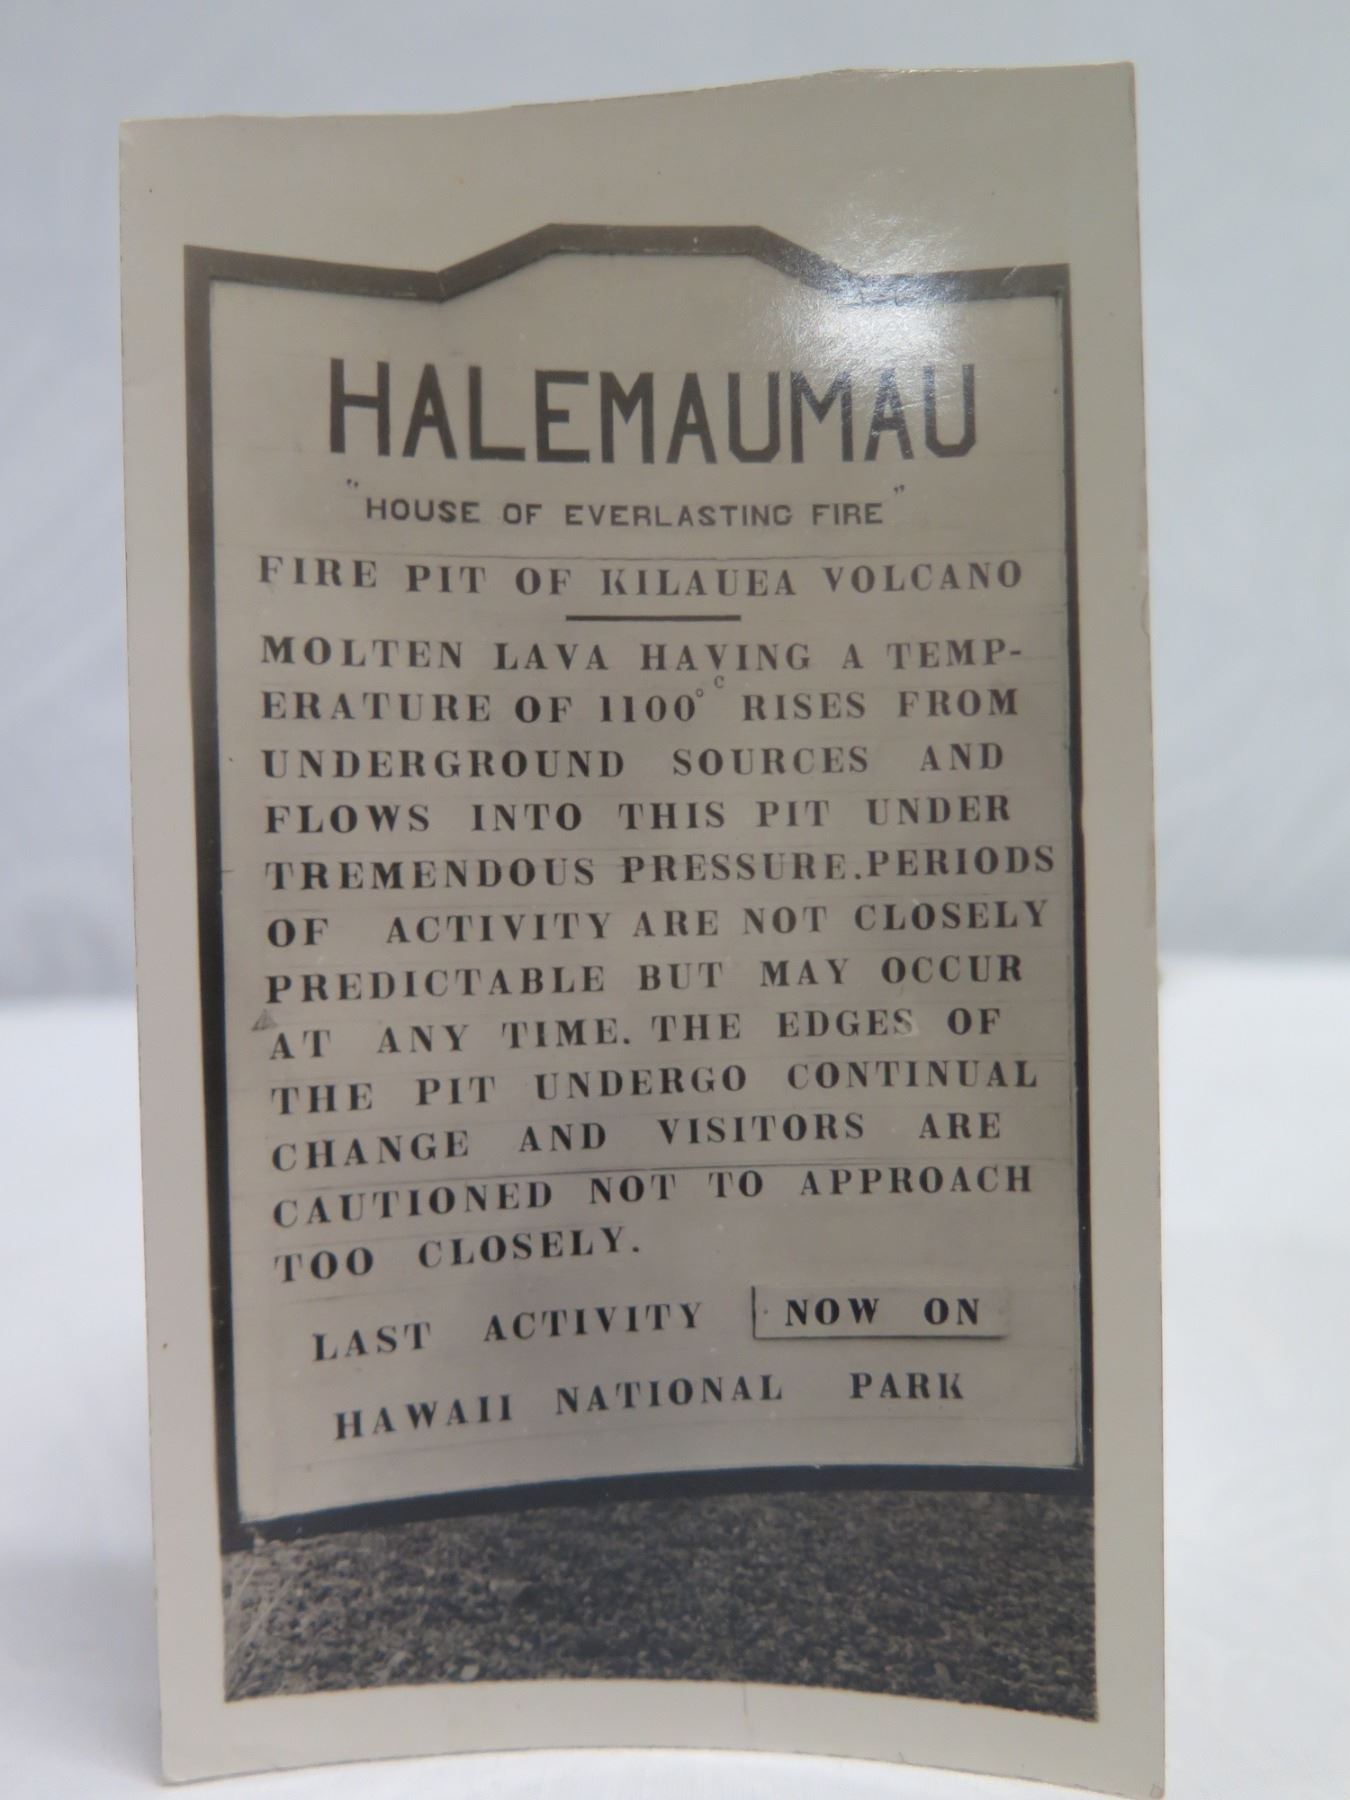 HALEMAUMAU
"HOUSE OF EVERLASTING FIRE"
FIRE PIT OF KILAUEA VOLCANO
MOLTEN LAVA HAVING A TEMP-
ERATURE OF 1100°C RISES FROM
UNDERGROUND SOURCES AND
FLOWS INTO THIS PIT UNDER
TREMENDOUS PRESSURE.PERIODS
OF ACTIVITY ARE NOT CLOSELY
PREDICTABLE BUT MAY OCCUR
AT ANY TIME. THE EDGES OF
THE PIT UNDERGO CONTINUAL
CHANGE AND VISITORS ARE
CAUTIONED NOT TO APPROACH
TOO CLOSELY.
LAST ACTIVITY NOW ON
HAWAII NATIONAL PARK